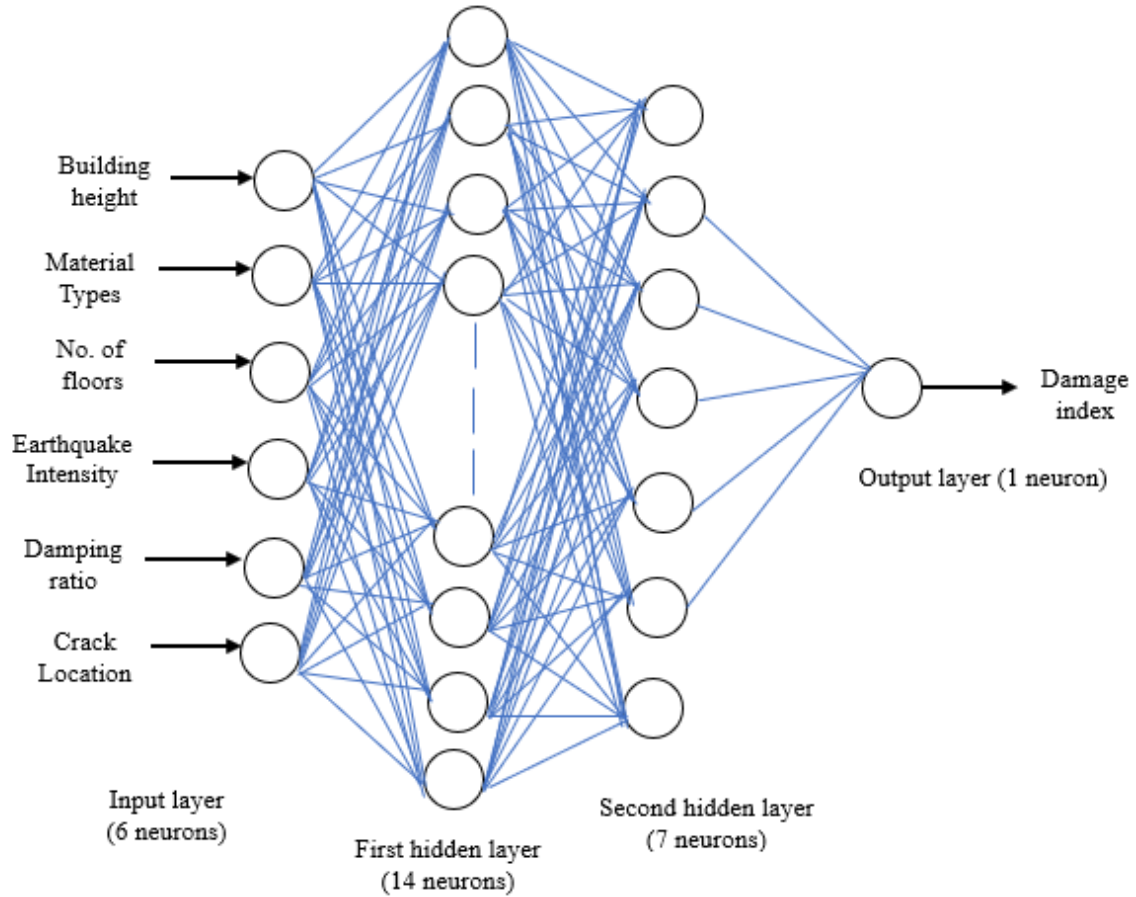 Building
height
Material
Types
No. of
floors
Earthquake
Intensity
Damping
ratio
Crack
Location
Input layer
(6 neurons)
First hidden layer
(14 neurons)
Second hidden layer
(7 neurons)
Damage
index
Output layer (1 neuron)